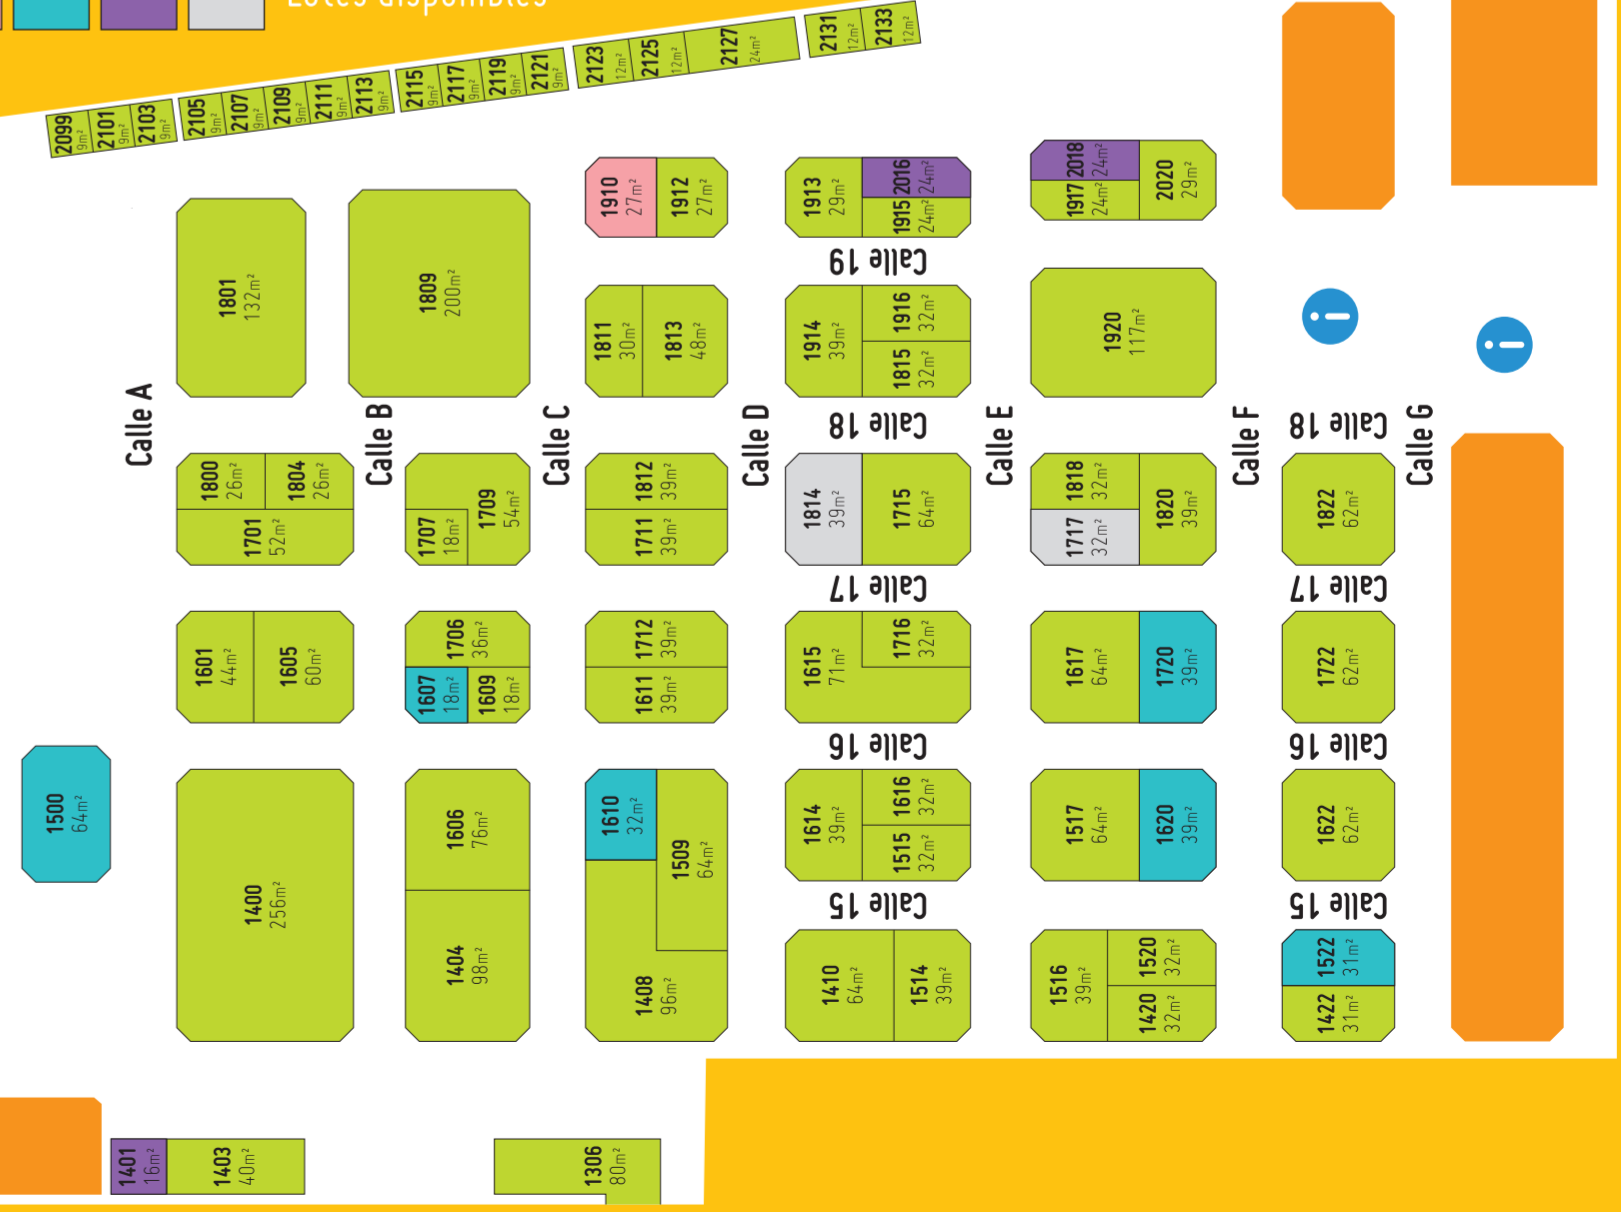 Lotes disponibles
2099
9m²
2101
9m²
2103
9m²
2105
9m²
2107
9m²
2109
9m²
2111
9m²
2113
9m²
2115
9m²
2117
9m²
2119
9m²
2121
9m²
2123
12m²
2125
12m²
2127
24m²
2131
12m²
2133
12m²
1910
27m²
1912
27m²
1913
29m²
2016
24m²
1915
24m²
2018
24m²
1917
24m²
2020
29m²
Calle 19
1801
132m²
1809
200m²
1811
30m²
1813
48m²
1914
39m²
1916
32m²
1815
32m²
1920
117m²
Calle A
Calle B
Calle C
Calle D
Calle 18
Calle E
Calle F
Calle 18
Calle G
1800
26m²
1804
26m²
1701
52m²
1707
18m²
1709
54m²
1812
39m²
1711
39m²
1814
39m²
1715
64m²
1818
32m²
1717
32m²
1820
39m²
1822
62m²
Calle 17
Calle 17
1601
44m²
1605
60m²
1706
36m²
1607
18m²
1609
18m²
1712
39m²
1611
39m²
1615
71m²
1716
32m²
1617
64m²
1720
39m²
1722
62m²
Calle 16
Calle 16
1500
64m²
1400
256m²
1606
76m²
1404
98m²
1610
32m²
1509
64m²
1408
96m²
1614
39m²
1616
32m²
1515
32m²
1517
64m²
1620
39m²
1622
62m²
Calle 15
Calle 15
1410
64m²
1514
39m²
1516
39m²
1520
32m²
1420
32m²
1522
31m²
1422
31m²
1401
16m²
1403
40m²
1306
80m²
i
i